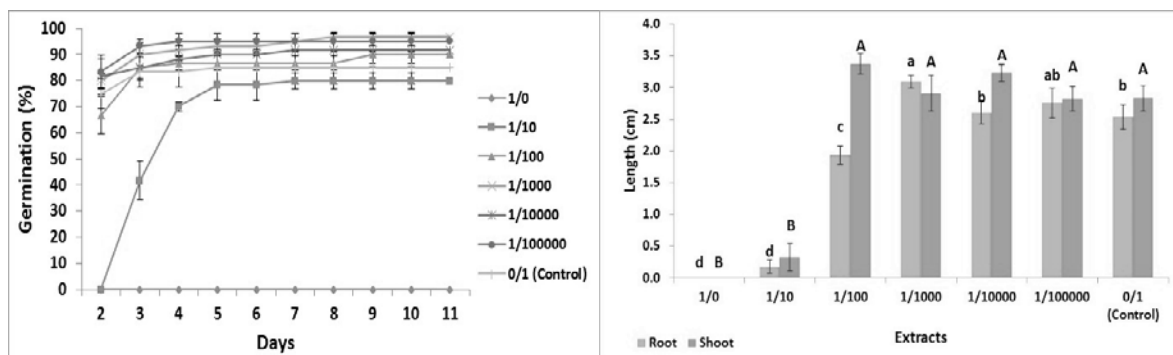 100
90
80
70
60
50
40
30
20
10
0
Germination (%)
2 3 4 5 6 7 8 9 10 11
Days
1/0
1/10
1/100
1/1000
1/10000
1/100000
0/1 (Control)
4.0
3.5
3.0
2.5
2.0
1.5
1.0
0.5
0.0
Length (cm)
d B
d B
c A
a A
b A
ab A
b A
1/0 1/10 1/100 1/1000 1/10000 1/100000 0/1
(Control)
Root Shoot
Extracts